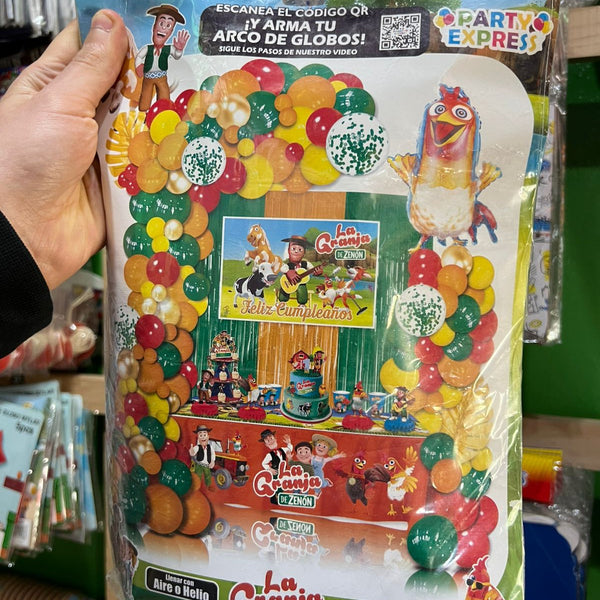 ESCANEA EL CODIGO QR
¡Y ARMA TU
ARCO DE GLOBOS!
SIGUE LOS PASOS DE NUESTRO VIDEO
PARTY
EXPRESS
La
Granja
DE ZENÓN
Feliz Cumpleaños
La
Granja
DE ZENÓN
Llenar con
Aire o Helio
La
Granja